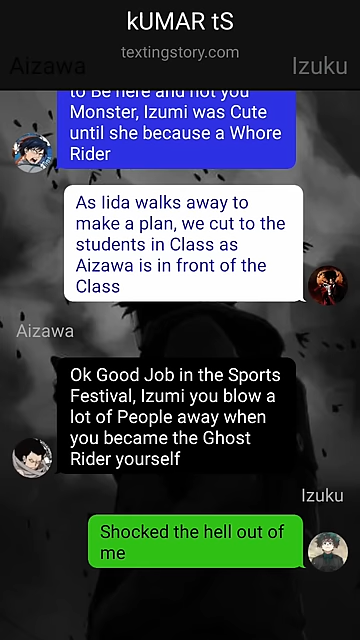 kUMAR tS
textingstory.com
Aizawa
Izuku
to Be here and not you
Monster, Izumi was Cute
until she because a Whore
Rider
As Iida walks away to
make a plan, we cut to the
students in Class as
Aizawa is in front of the
Class
Aizawa
Ok Good Job in the Sports
Festival, Izumi you blow a
lot of People away when
you became the Ghost
Rider yourself
Izuku
Shocked the hell out of
me